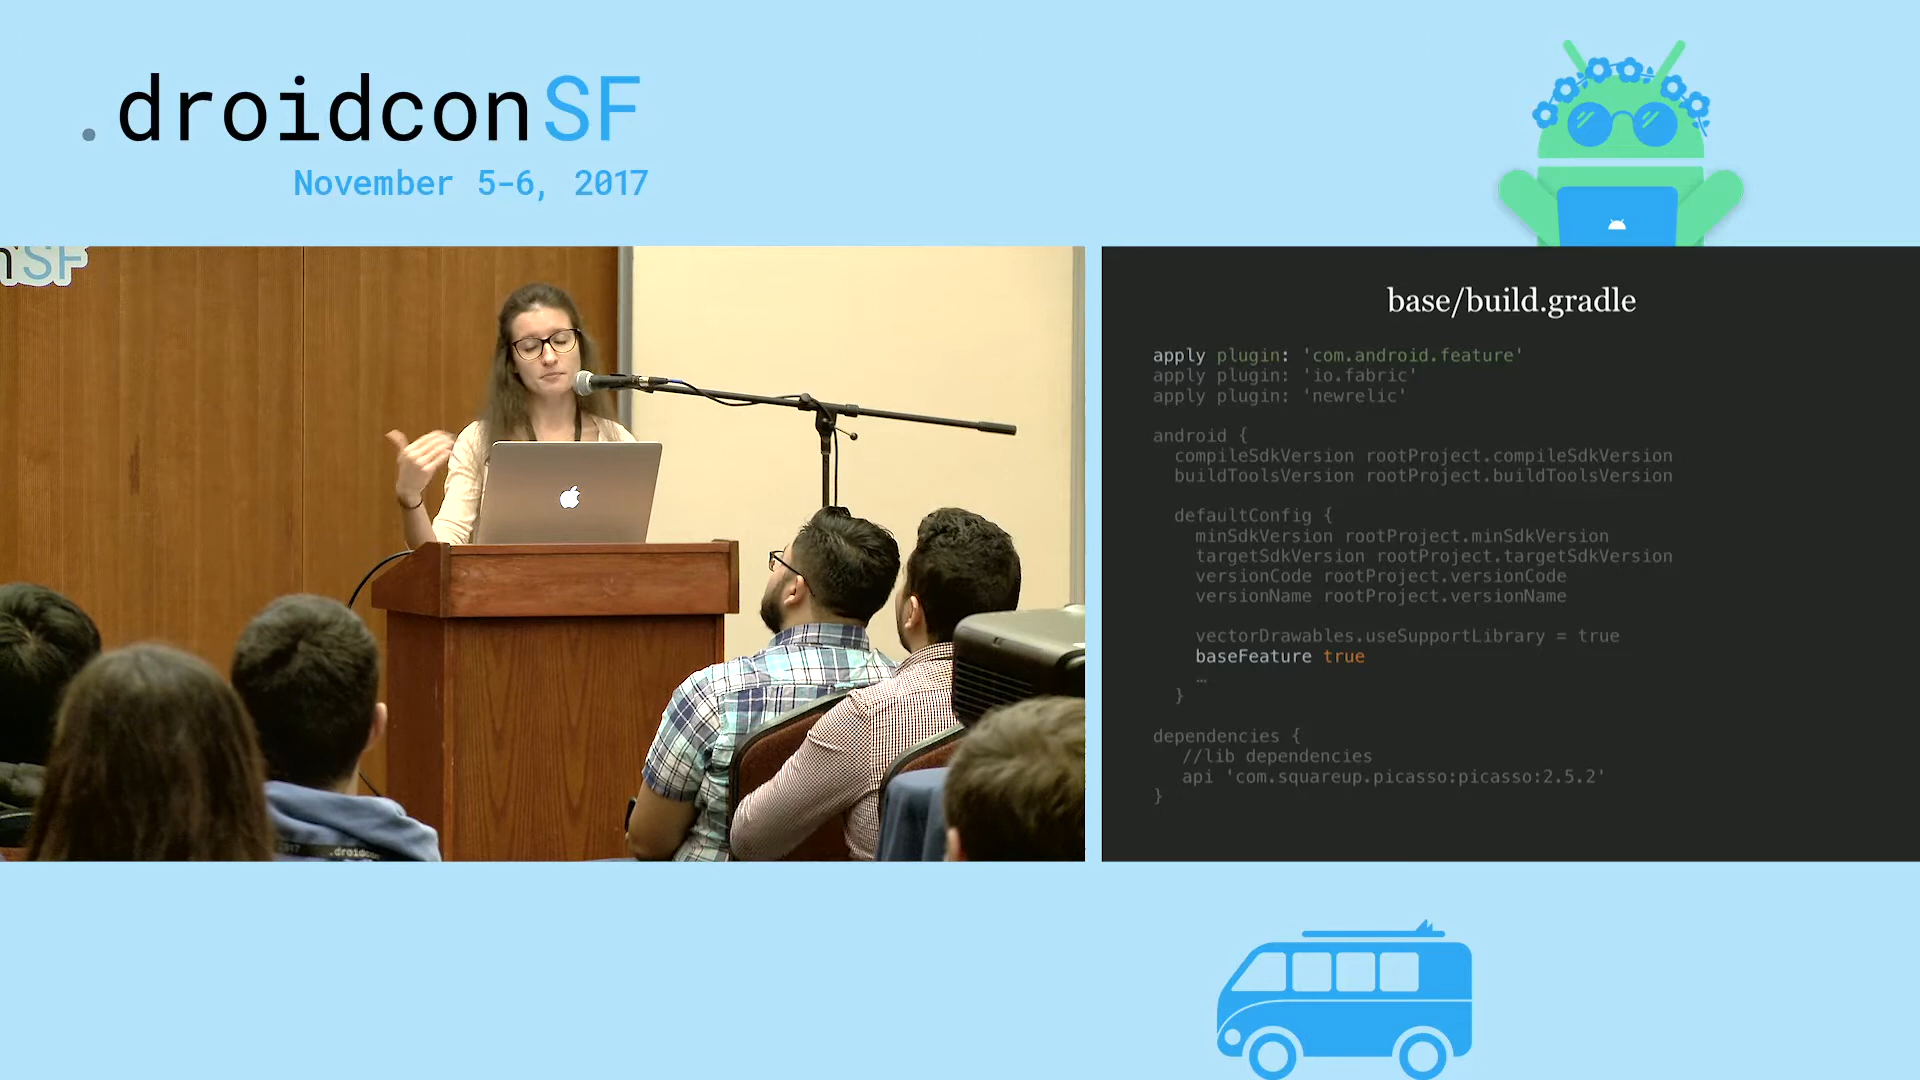 .droidconSF
November 5-6, 2017
nSF
base/build.gradle
apply plugin: 'com.android.feature'
apply plugin: 'io.fabric'
apply plugin: 'newrelic'
android {
compileSdkVersion rootProject.compileSdkVersion
buildToolsVersion rootProject.buildToolsVersion
defaultConfig {
minSdkVersion rootProject.minSdkVersion
targetSdkVersion rootProject.targetSdkVersion
versionCode rootProject.versionCode
versionName rootProject.versionName
vectorDrawables.useSupportLibrary = true
baseFeature true
…
}
dependencies {
//lib dependencies
api 'com.squareup.picasso:picasso:2.5.2'
}